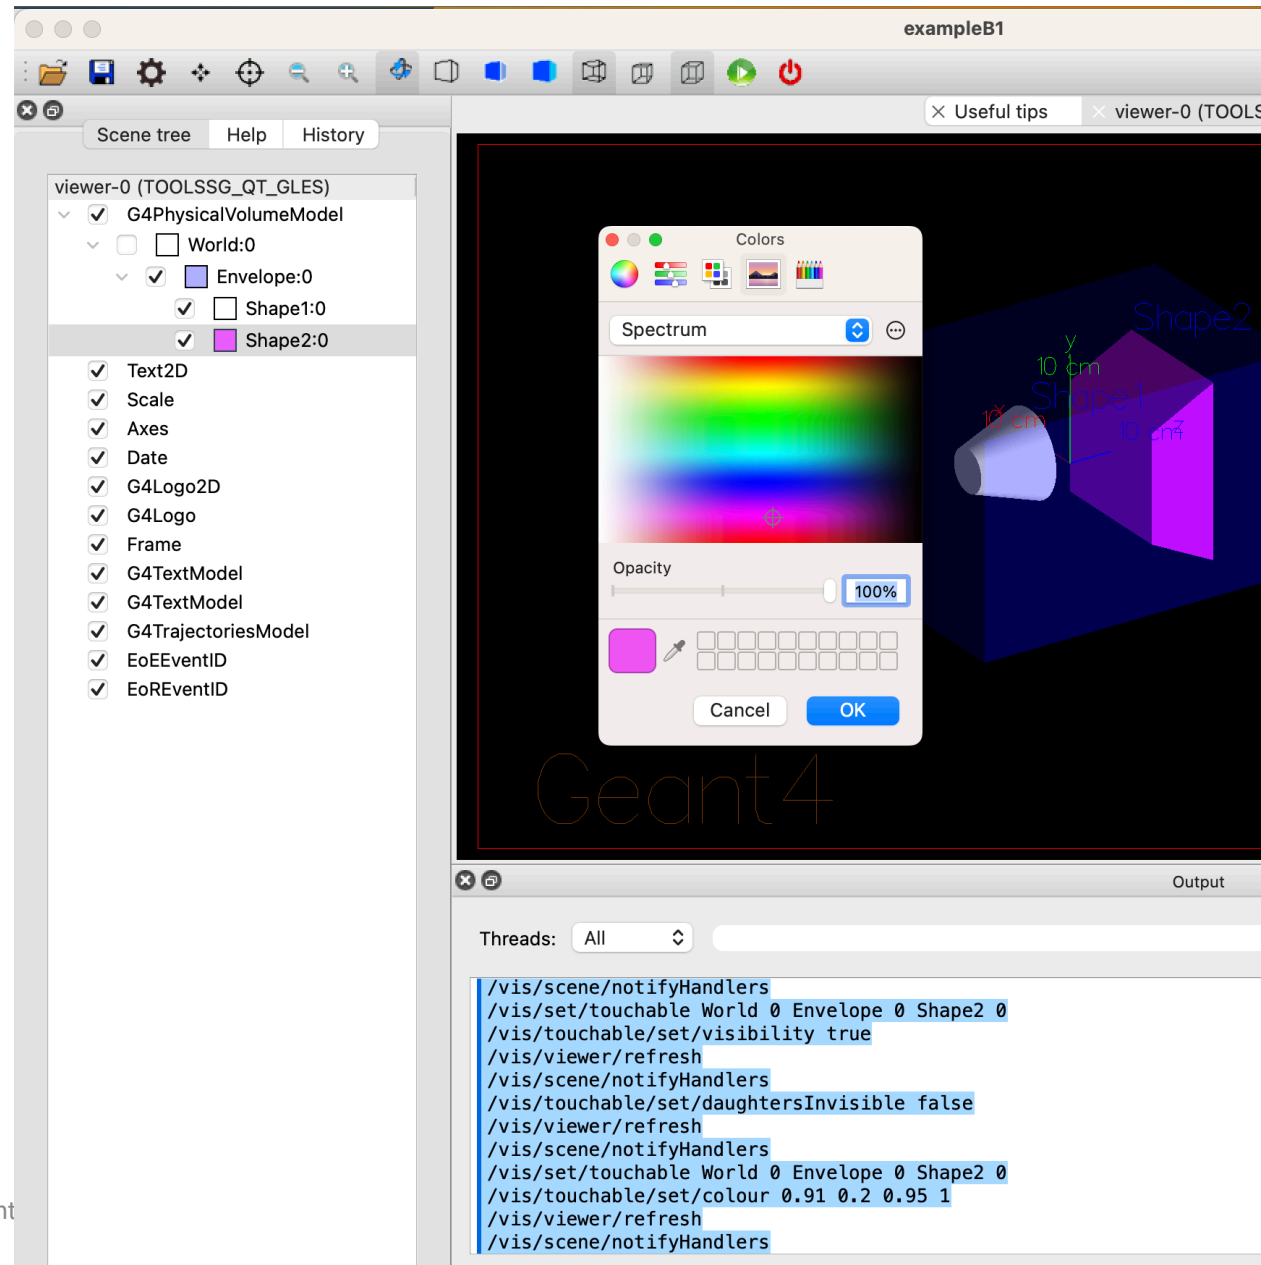 exampleB1
Useful tips
viewer-0 (TOOLS
Scene tree
Help
History
viewer-0 (TOOLSSG_QT_GLES)
G4PhysicalVolumeModel
World:0
Envelope:0
Shape1:0
Shape2:0
Text2D
Scale
Axes
Date
G4Logo2D
G4Logo
Frame
G4TextModel
G4TextModel
G4TrajectoriesModel
EoEEventID
EoREventID
Colors
Spectrum
Opacity
100%
Cancel
OK
Shape2
y
10 cm
Shape1
x
10 cm
z
10 cm
Geant4
Output
Threads:
All
/vis/scene/notifyHandlers
/vis/set/touchable World 0 Envelope 0 Shape2 0
/vis/touchable/set/visibility true
/vis/viewer/refresh
/vis/scene/notifyHandlers
/vis/touchable/set/daughtersInvisible false
/vis/viewer/refresh
/vis/scene/notifyHandlers
/vis/set/touchable World 0 Envelope 0 Shape2 0
/vis/touchable/set/colour 0.91 0.2 0.95 1
/vis/viewer/refresh
/vis/scene/notifyHandlers